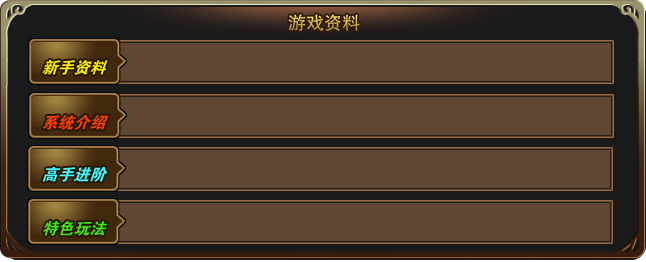 游戏资料
新手资料
系统介绍
高手进阶
特色玩法